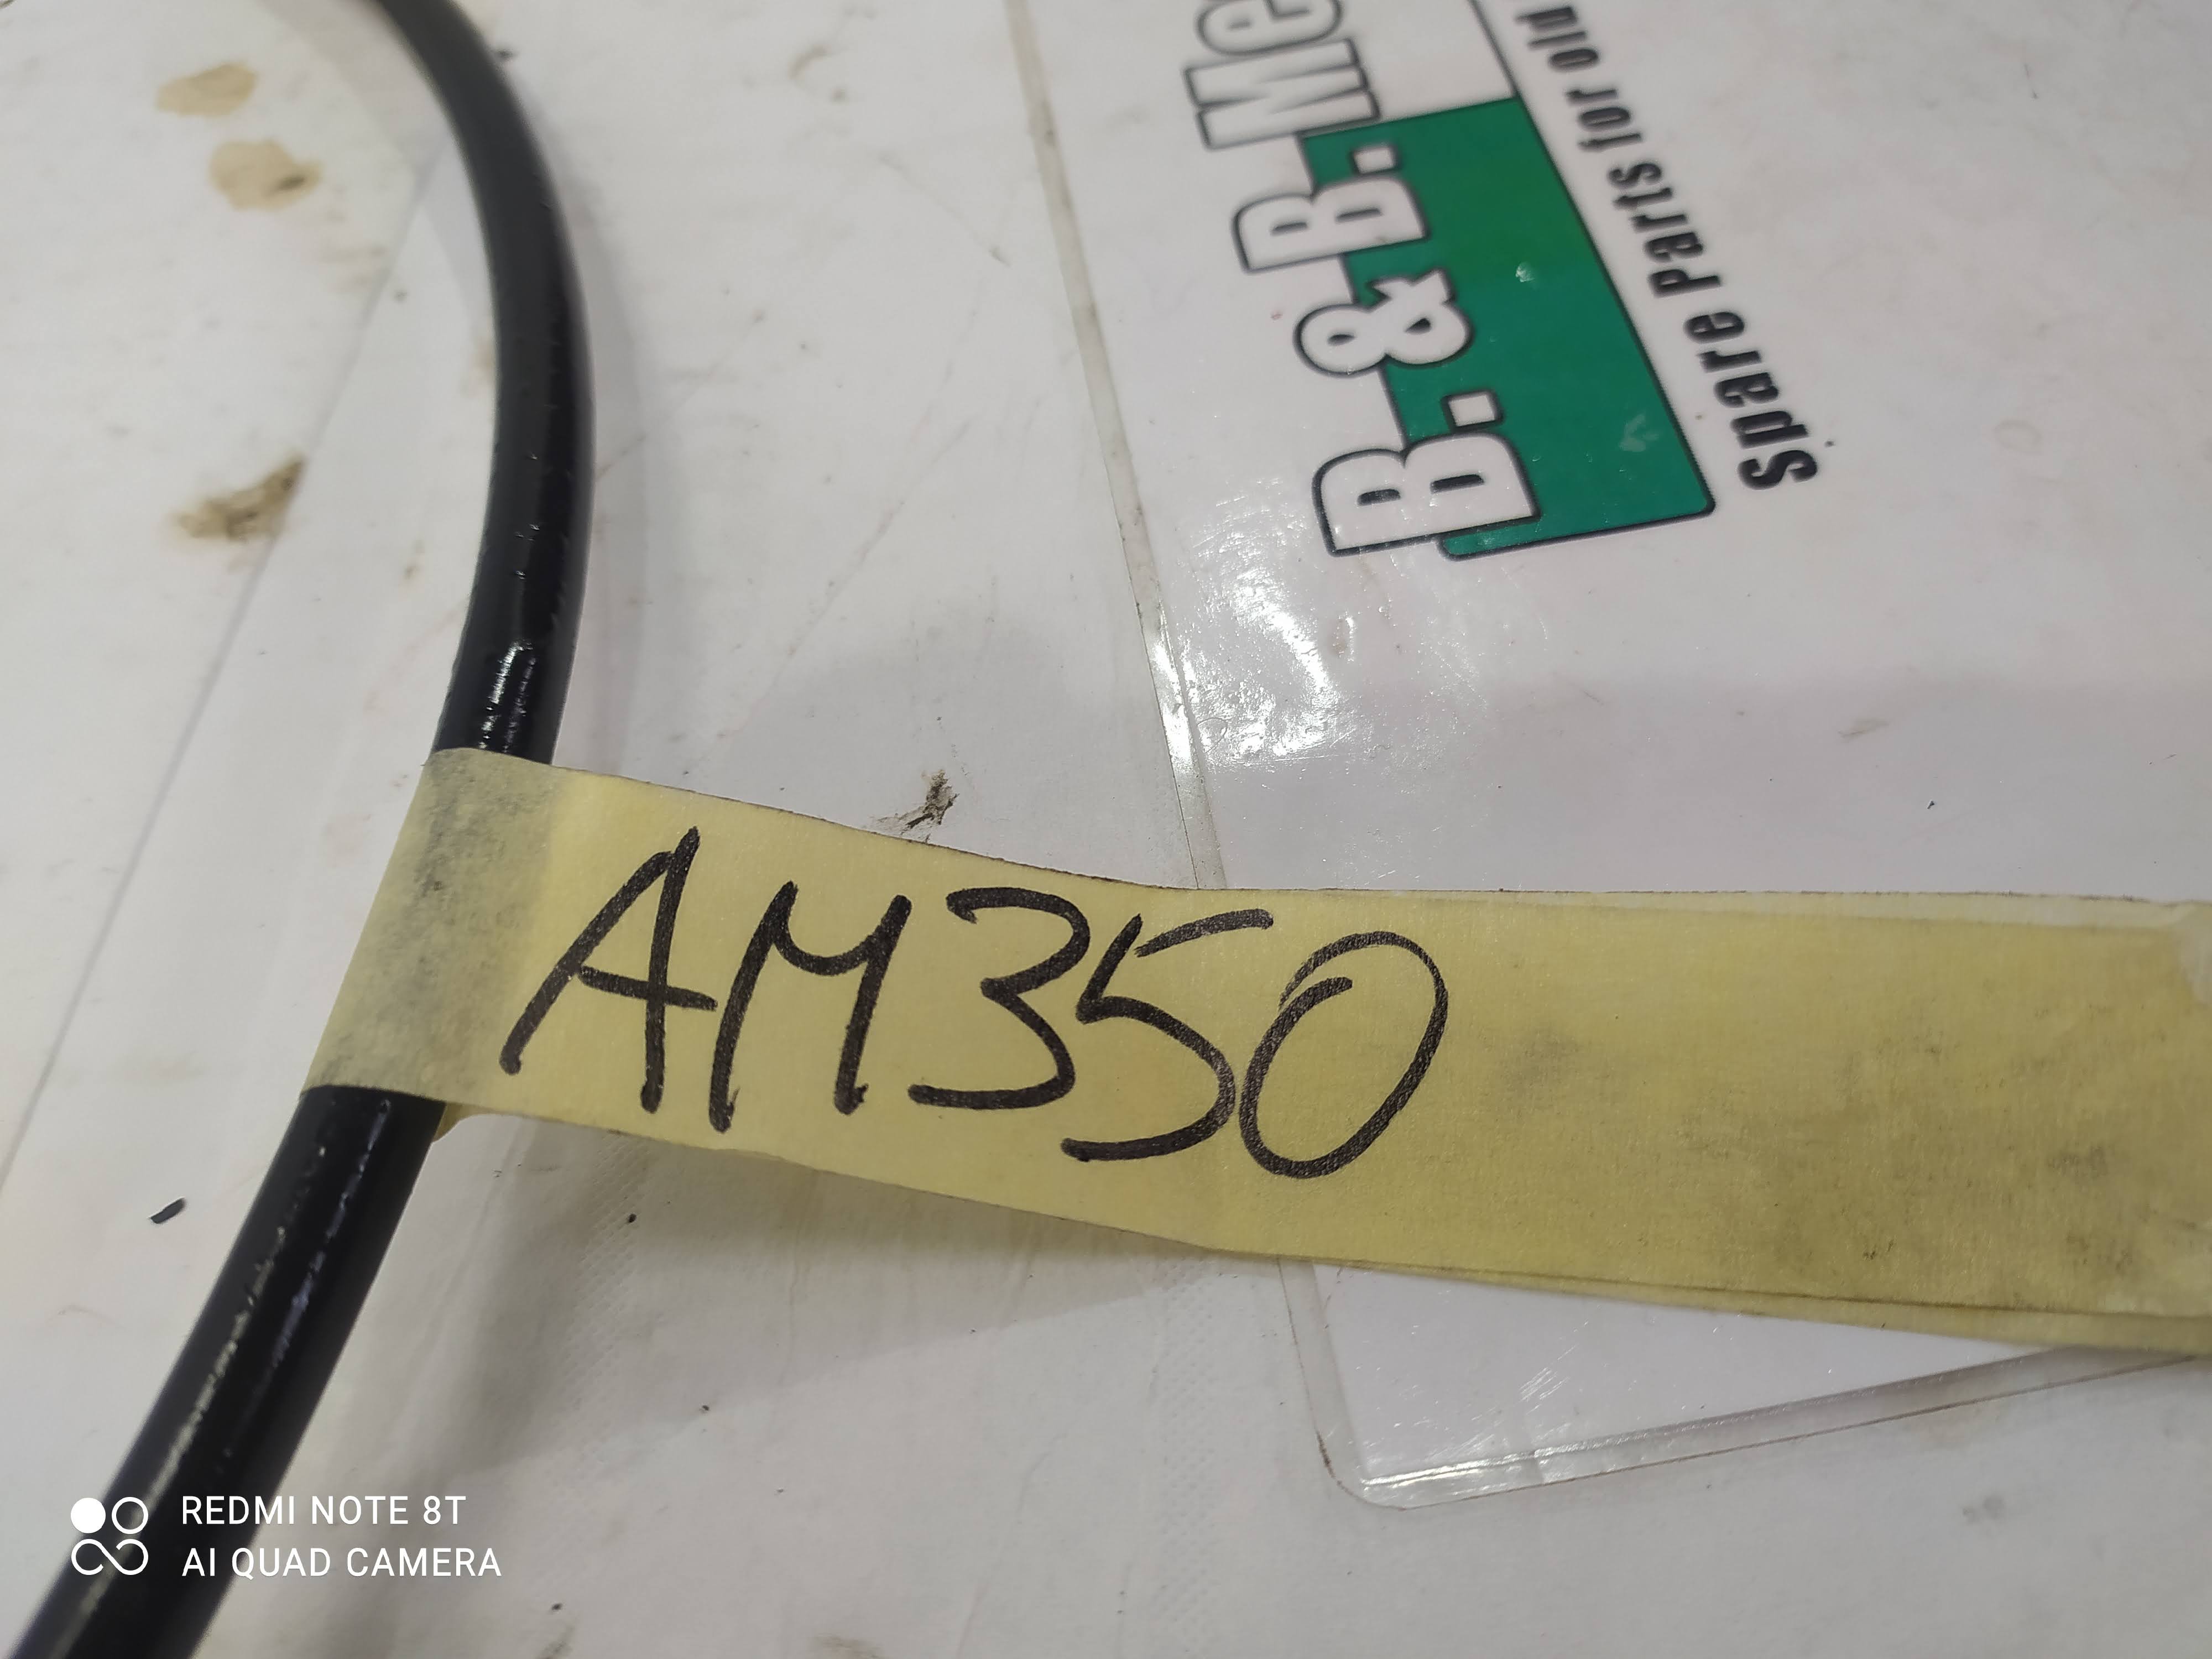 B. & B. Me
Spare Parts for old
AM350
REDMI NOTE 8T
AI QUAD CAMERA